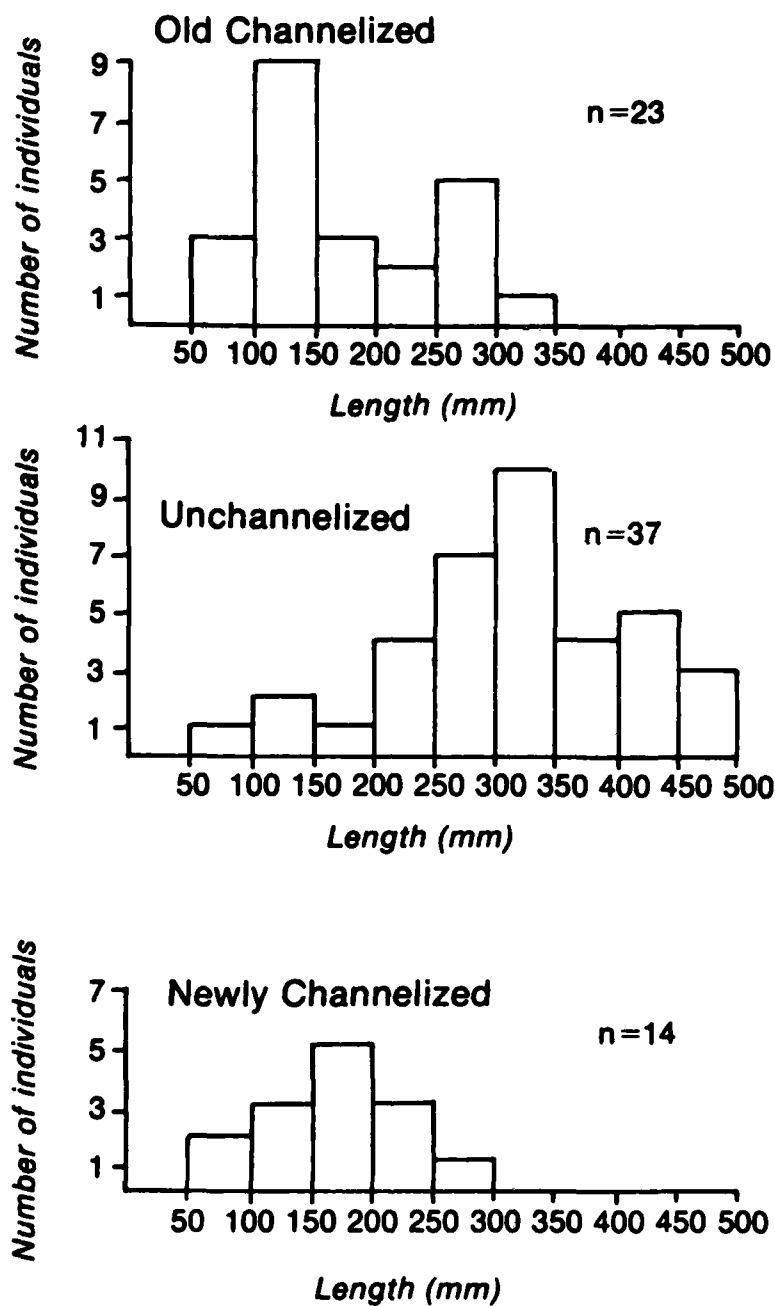 Old Channelized
n=23
Number of individuals
9
7
5
3
1
50 100 150 200 250 300 350 400 450 500
Length (mm)
Unchannelized
n=37
Number of individuals
11
9
7
5
3
1
50 100 150 200 250 300 350 400 450 500
Length (mm)
Newly Channelized
n=14
Number of individuals
7
5
3
1
50 100 150 200 250 300 350 400 450 500
Length (mm)